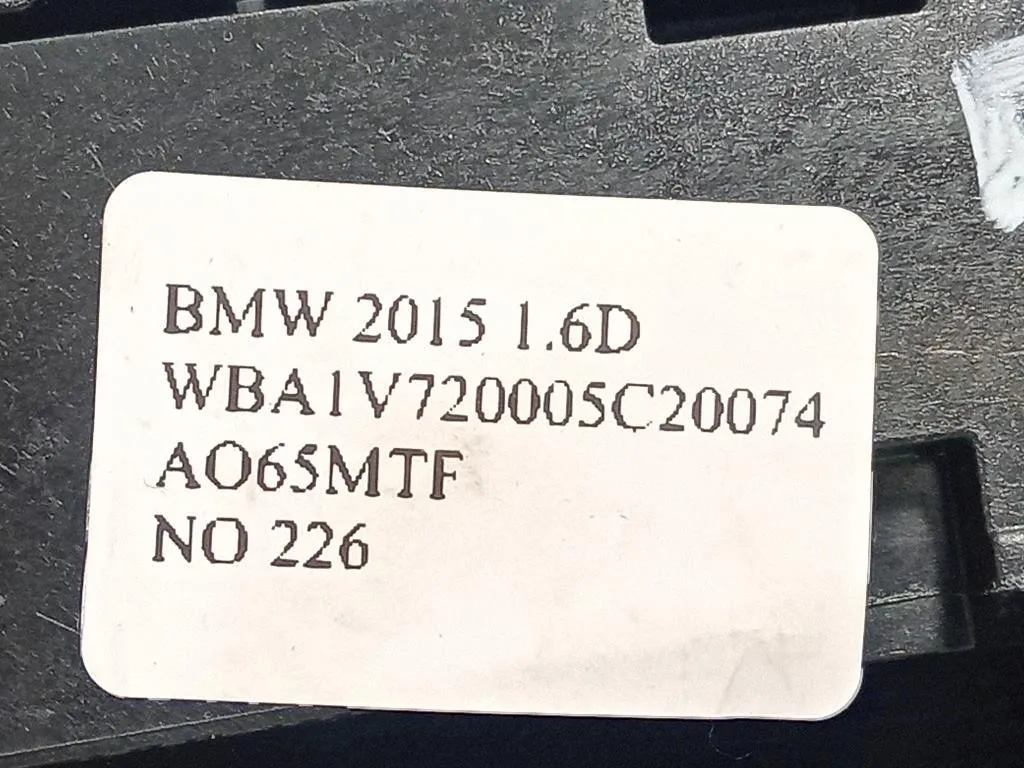 BMW 2015 1.6D
WBA1V720005C20074
AO65MTF
NO 226